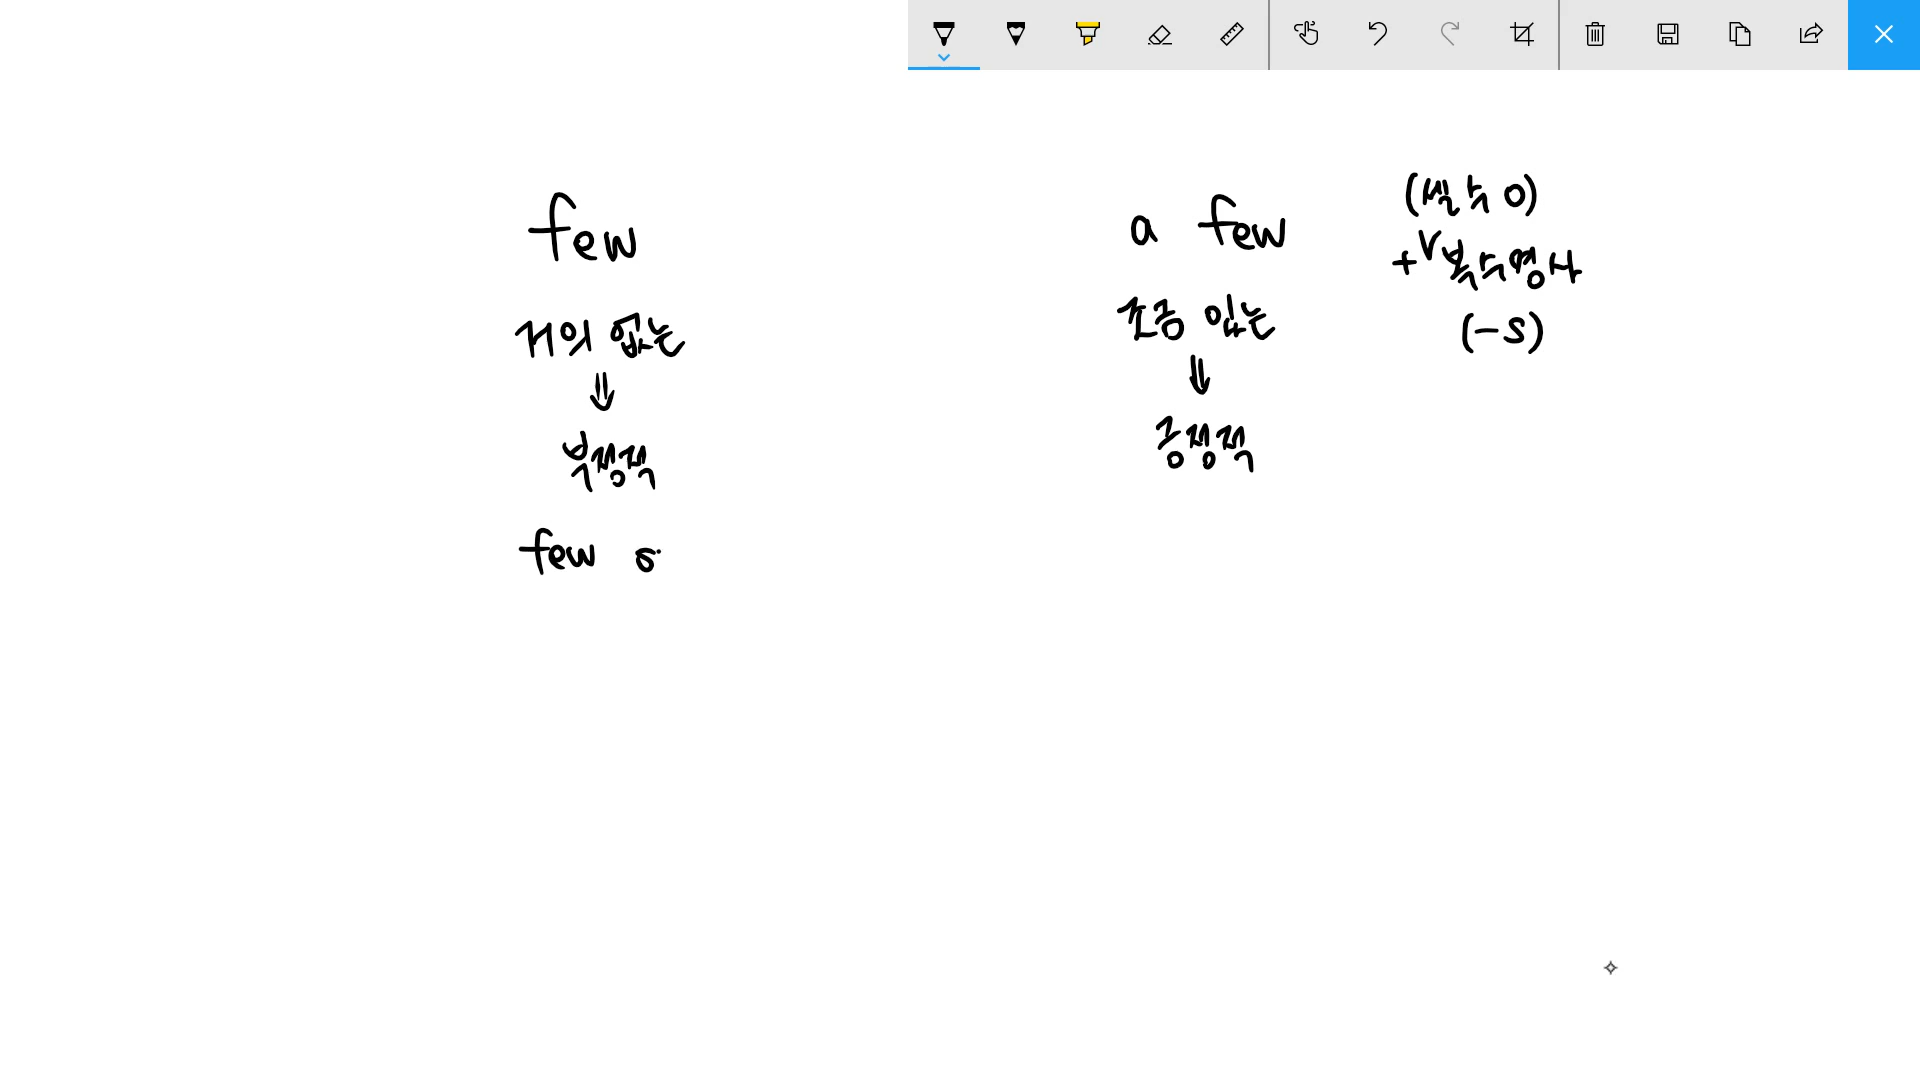 few
거의 없는
⇓
부정적
few s
a few
조금 있는
⇓
긍정적
(셀 수 O)
+ 복수명사
(-s)